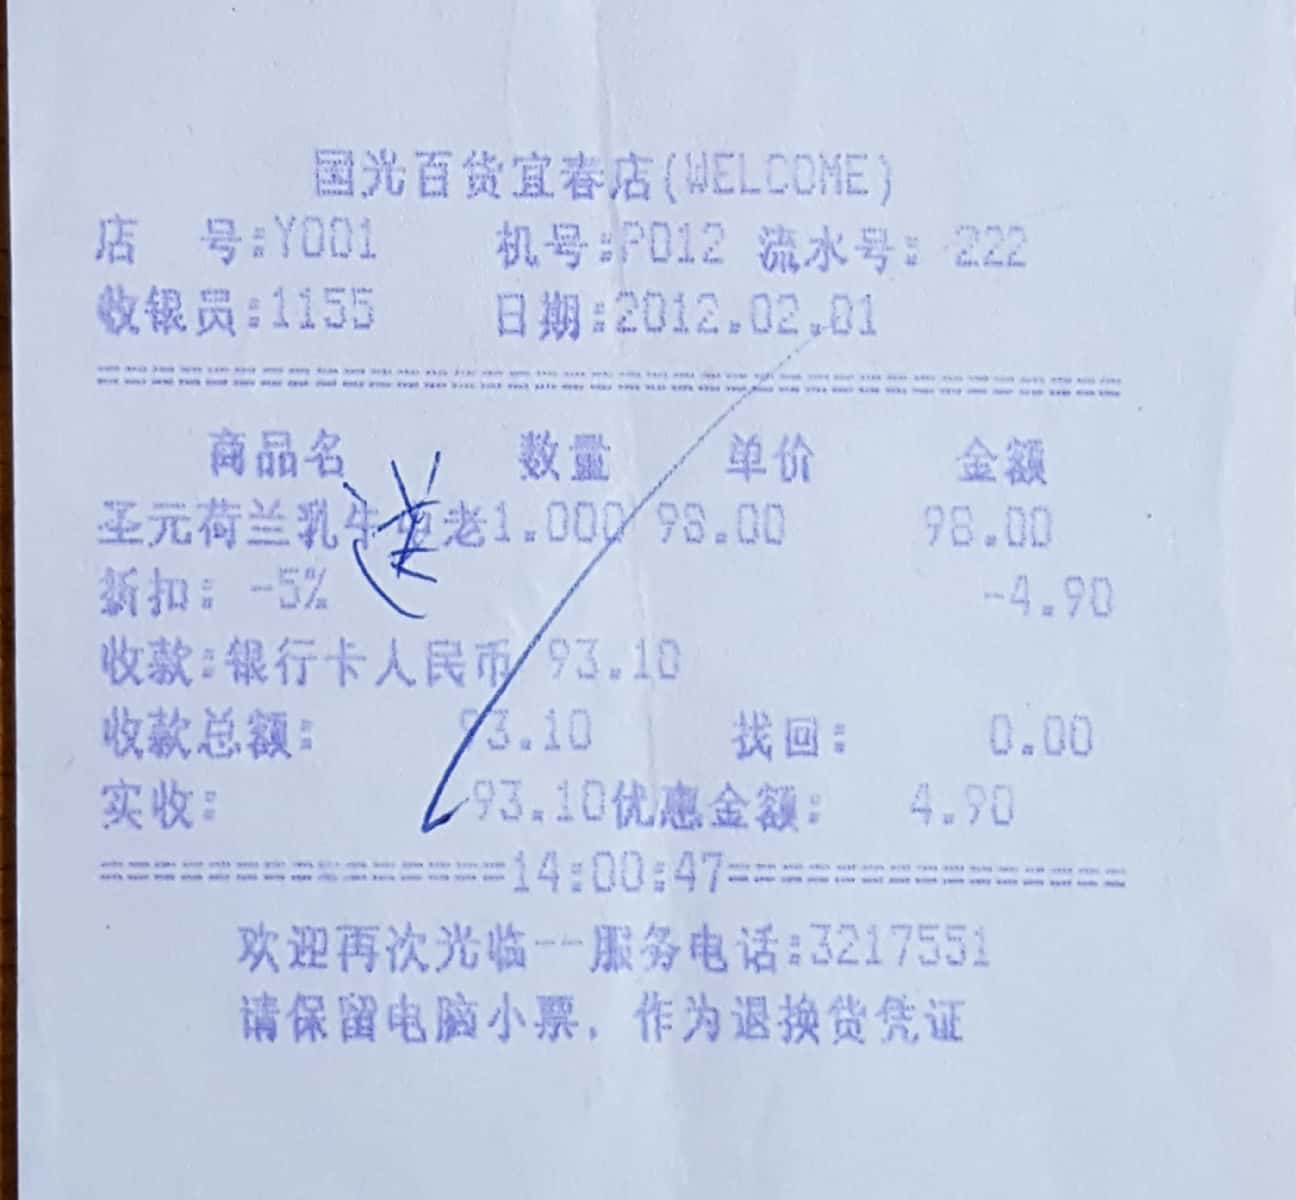 国光百货宜春店(WELCOME)
店 号:Y001 机号:P012 流水号: 222
收银员:1155 日期:2012.02.01
商品名 数量 单价 金额
圣元荷兰乳牛 老1.000 98.00 98.00
折扣: -5% -4.90
收款:银行卡人民币 93.10
收款总额: 93.10 找回: 0.00
实收: 93.10优惠金额: 4.90
14:00:47
欢迎再次光临--服务电话:3217551
请保留电脑小票, 作为退换货凭证